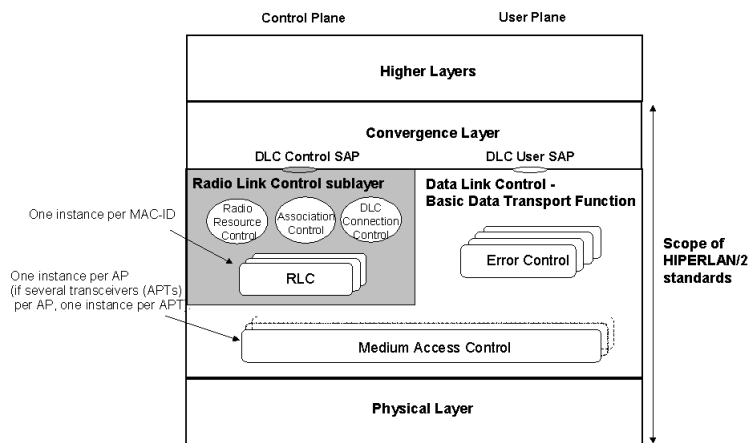 Control Plane
User Plane
Higher Layers
Convergence Layer
DLC Control SAP
DLC User SAP
Radio Link Control sublayer
Data Link Control -
Basic Data Transport Function
Radio
Resource
Control
Association
Control
DLC
Connection
Control
One instance per MAC-ID
RLC
Error Control
Scope of
HIPERLAN/2
standards
One instance per AP
(if several transceivers (APTs)
per AP, one instance per APT
Medium Access Control
Physical Layer